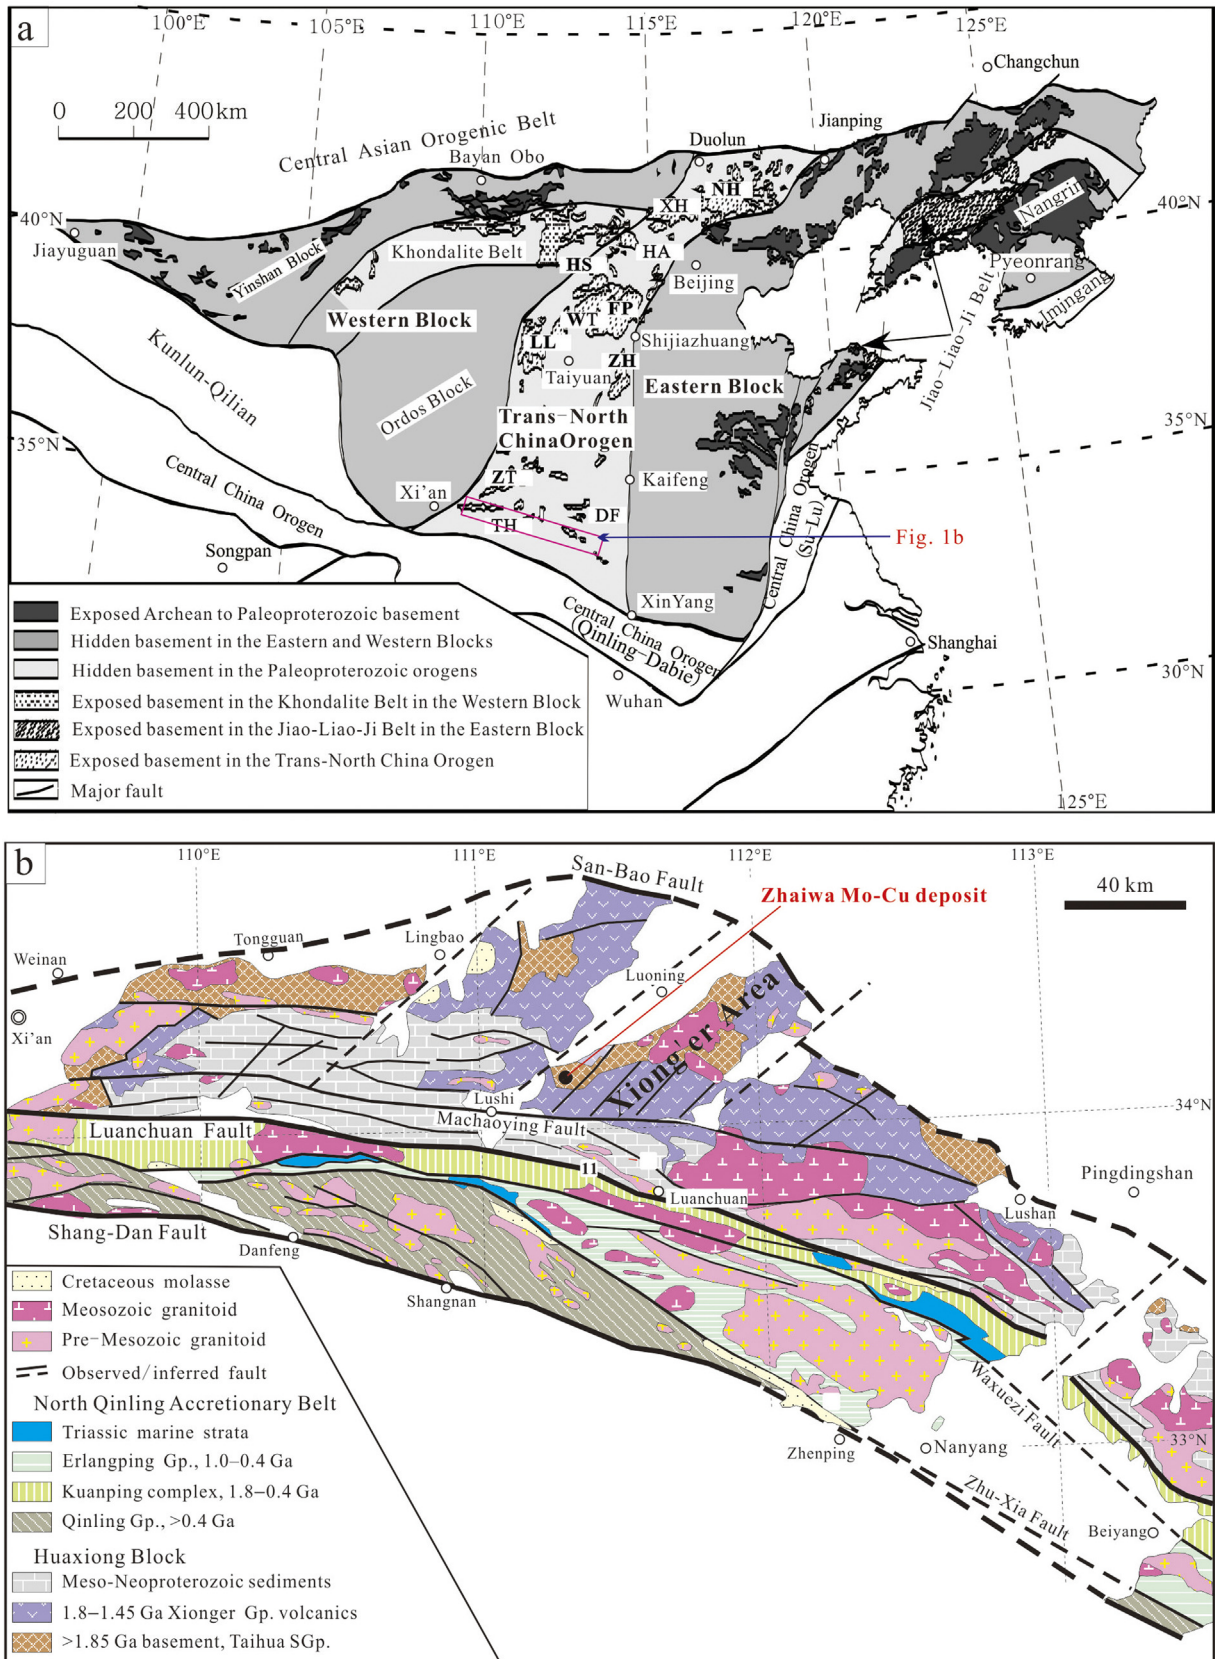 a
100°E
105°E
110°E
115°E
120°E
125°E
Changchun
0 200 400km
Central Asian Orogenic Belt
Bayan Obo
Duolun
Jianping
NH
XH
40°N
40°N
Jiayuguan
Yinshan Block
Khondalite Belt
HS
HA
Beijing
Nangrin
Pyeonrang
Imjngang
Western Block
WT
FP
LL
Shijiazhuang
ZH
Taiyuan
Kunlun-Qilian
Ordos Block
Eastern Block
Jiao-Liao-Ji Belt
Trans-North
ChinaOrogen
35°N
35°N
Central China Orogen
Xi'an
ZT
Kaifeng
TH
DF
Fig. 1b
Central China Orogen
(Su-Lu)
Songpan
XinYang
Central China Orogen
(Qinling-Dabie)
Shanghai
Wuhan
30°N
125°E
Exposed Archean to Paleoproterozoic basement
Hidden basement in the Eastern and Western Blocks
Hidden basement in the Paleoproterozoic orogens
Exposed basement in the Khondalite Belt in the Western Block
Exposed basement in the Jiao-Liao-Ji Belt in the Eastern Block
Exposed basement in the Trans-North China Orogen
Major fault
b
110°E
111°E
112°E
113°E
San-Bao Fault
Zhaiwa Mo-Cu deposit
40 km
Weinan
Tongguan
Lingbao
Luoning
Xi'an
Xiong'er Area
Lushi
Machaoying Fault
34°N
Luanchuan Fault
11
Luanchuan
Pingdingshan
Lushan
Shang-Dan Fault
Danfeng
Shangnan
Waxuezi Fault
33°N
Zhenping
Nanyang
Zhu-Xia Fault
Beiyang
Cretaceous molasse
Meosozoic granitoid
Pre-Mesozoic granitoid
Observed/inferred fault
North Qinling Accretionary Belt
Triassic marine strata
Erlangping Gp., 1.0-0.4 Ga
Kuanping complex, 1.8-0.4 Ga
Qinling Gp., >0.4 Ga
Huaxiong Block
Meso-Neoproterozoic sediments
1.8-1.45 Ga Xionger Gp. volcanics
>1.85 Ga basement, Taihua SGp.